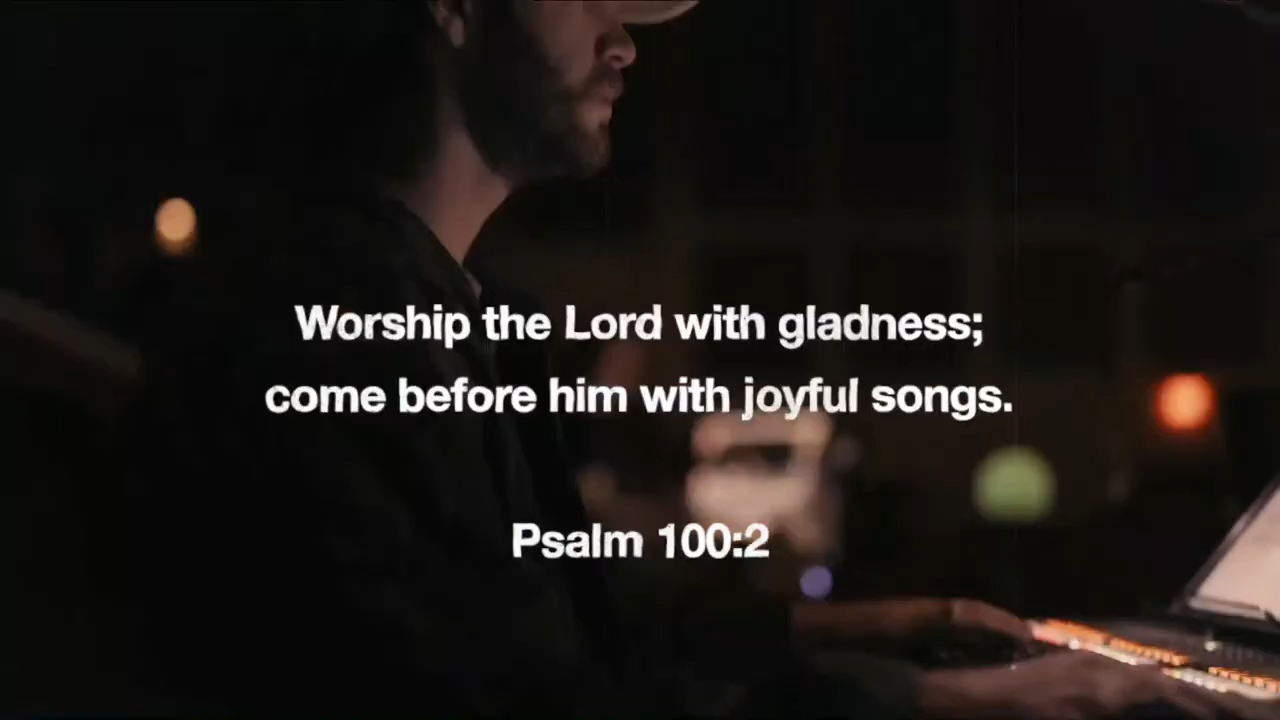 Worship the Lord with gladness;
come before him with joyful songs.
Psalm 100:2